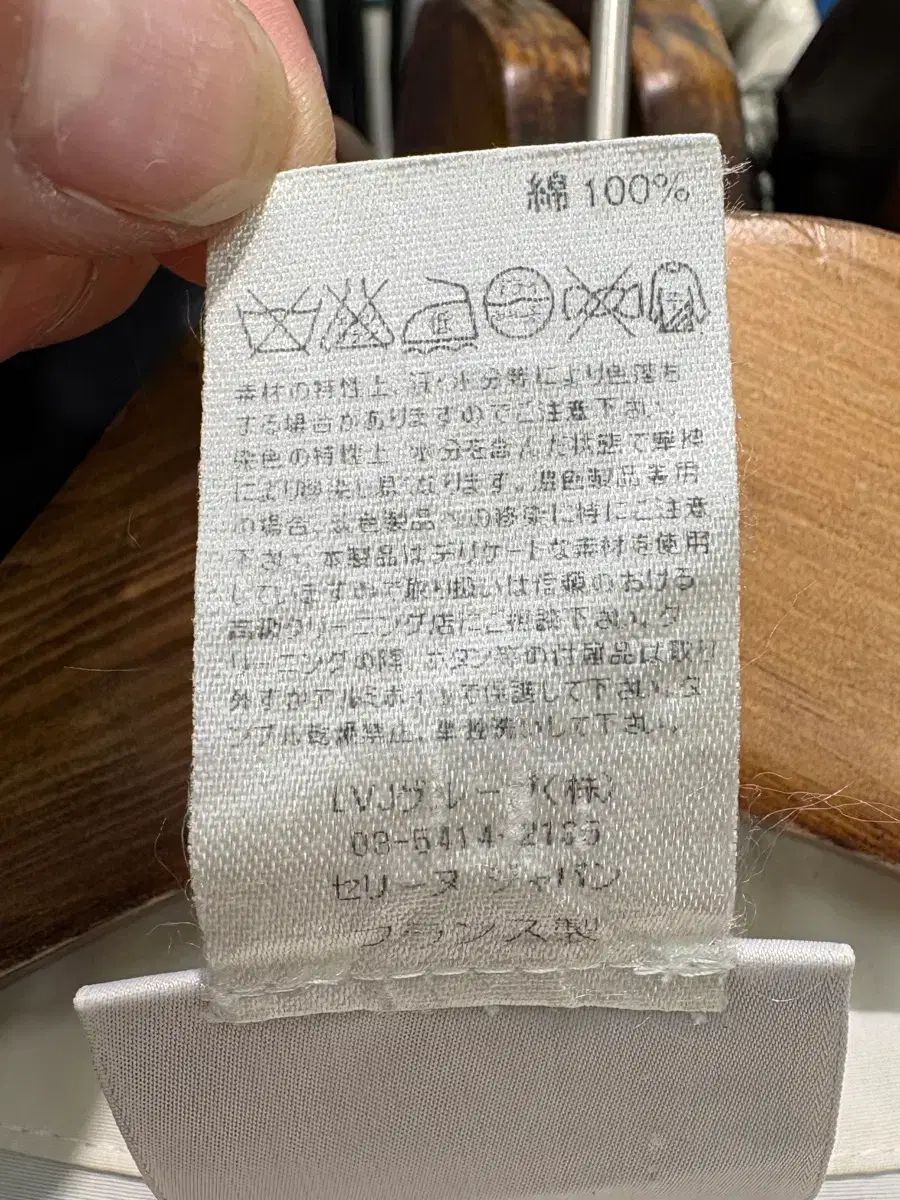 綿 100%
低
素材の特性上、汗や水分等により色落ち
する場合がありますのでご注意下さい。
染色の特性上、水分を含んだ状態で摩擦
により 染 になります。濃色製品着用
の場合、淡色製品への移染に特にご注意
下さい。本製品はデリケートな素材を使用
していますので取り扱いは信頼のおける
高級クリーニング店にご相談下さい。ク
リーニングの際、ボタン等の付属品は取り
外すかアルミホイルで保護して下さい。タ
ンブル乾燥禁止。単独洗いして下さい。
LVJグループ(株)
03-5414-
セリーヌ ジャパン
フランス製